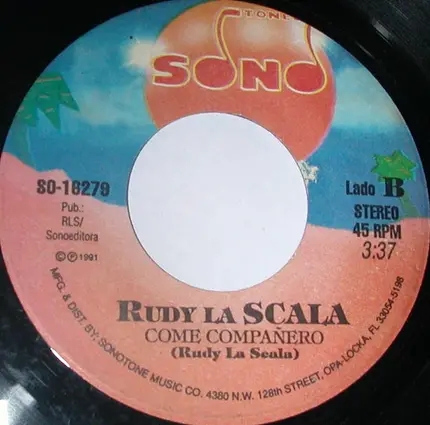 TONE
SONO
SO-18279
Pub.:
RLS/
Sonoeditora
©℗1991
Lado B
STEREO
45 RPM
3:37
RUDY LA SCALA
COME COMPAÑERO
(Rudy La Scala)
MFG. & DIST. BY: SONOTONE MUSIC CO. 4380 N.W. 128th STREET, OPA-LOCKA, FL 33054-5198